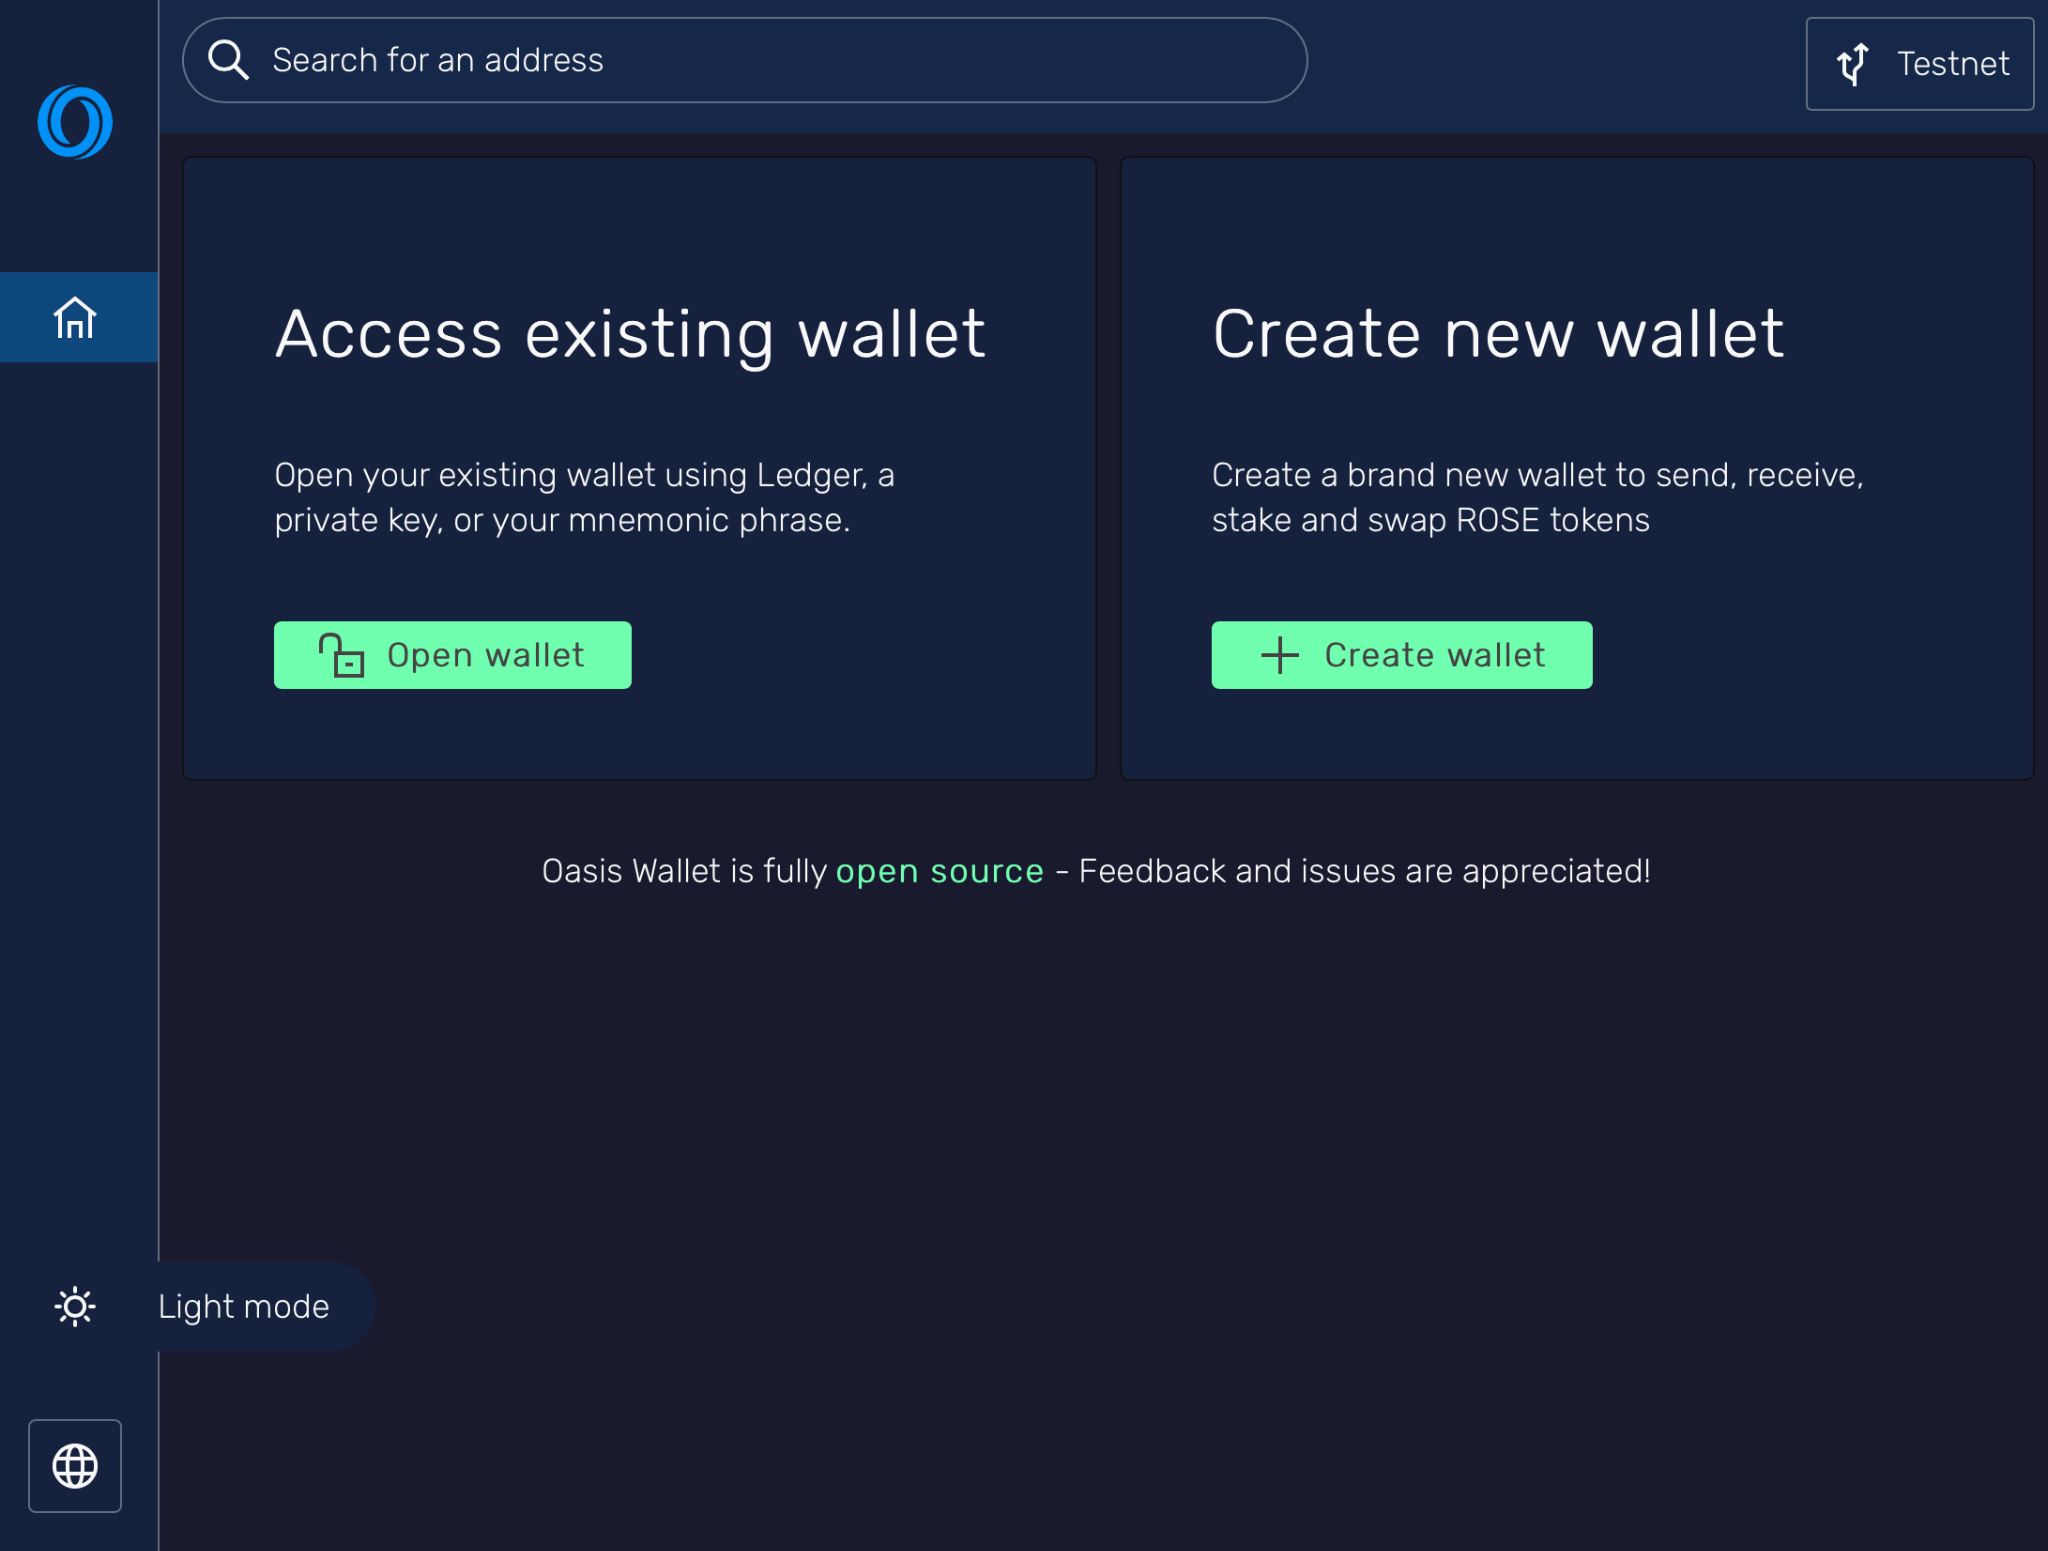 Search for an address
Testnet
Access existing wallet
Open your existing wallet using Ledger, a
private key, or your mnemonic phrase.
Open wallet
Create new wallet
Create a brand new wallet to send, receive,
stake and swap ROSE tokens
Create wallet
Oasis Wallet is fully open source - Feedback and issues are appreciated!
Light mode